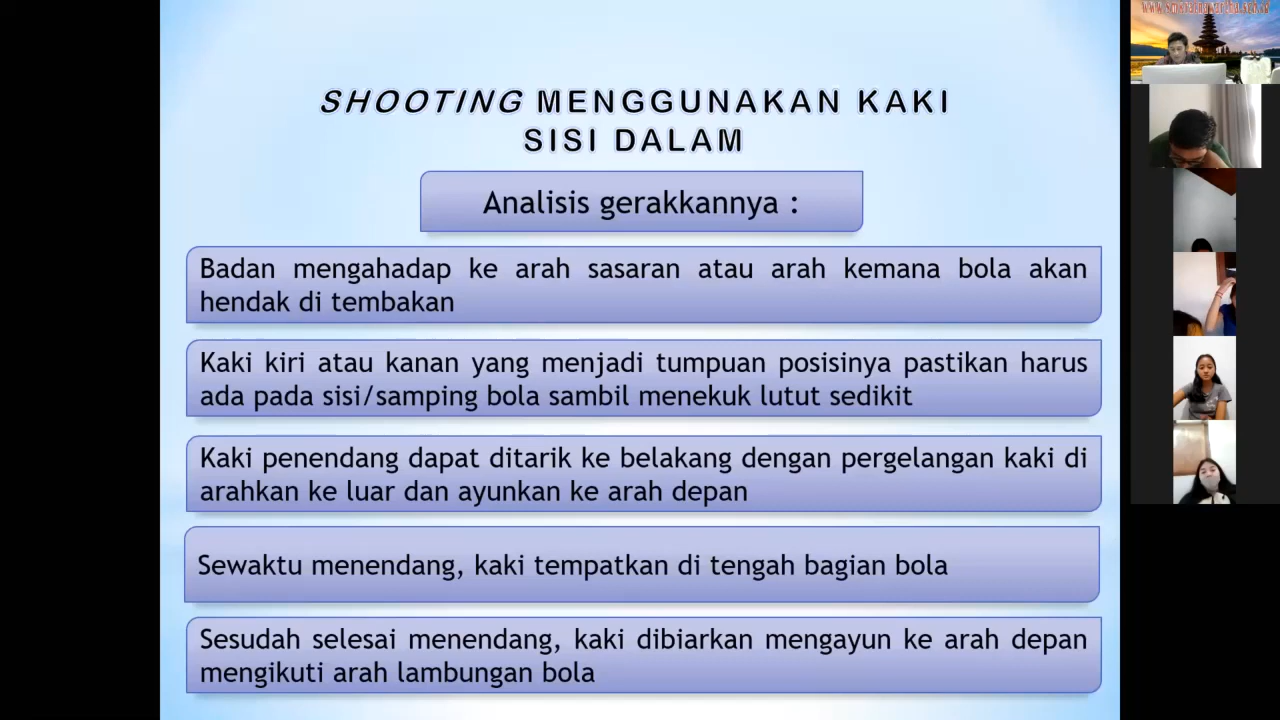 SHOOTING MENGGUNAKAN KAKI
SISI DALAM
Analisis gerakkannya :
Badan mengahadap ke arah sasaran atau arah kemana bola akan
hendak di tembakan
Kaki kiri atau kanan yang menjadi tumpuan posisinya pastikan harus
ada pada sisi/samping bola sambil menekuk lutut sedikit
Kaki penendang dapat ditarik ke belakang dengan pergelangan kaki di
arahkan ke luar dan ayunkan ke arah depan
Sewaktu menendang, kaki tempatkan di tengah bagian bola
Sesudah selesai menendang, kaki dibiarkan mengayun ke arah depan
mengikuti arah lambungan bola